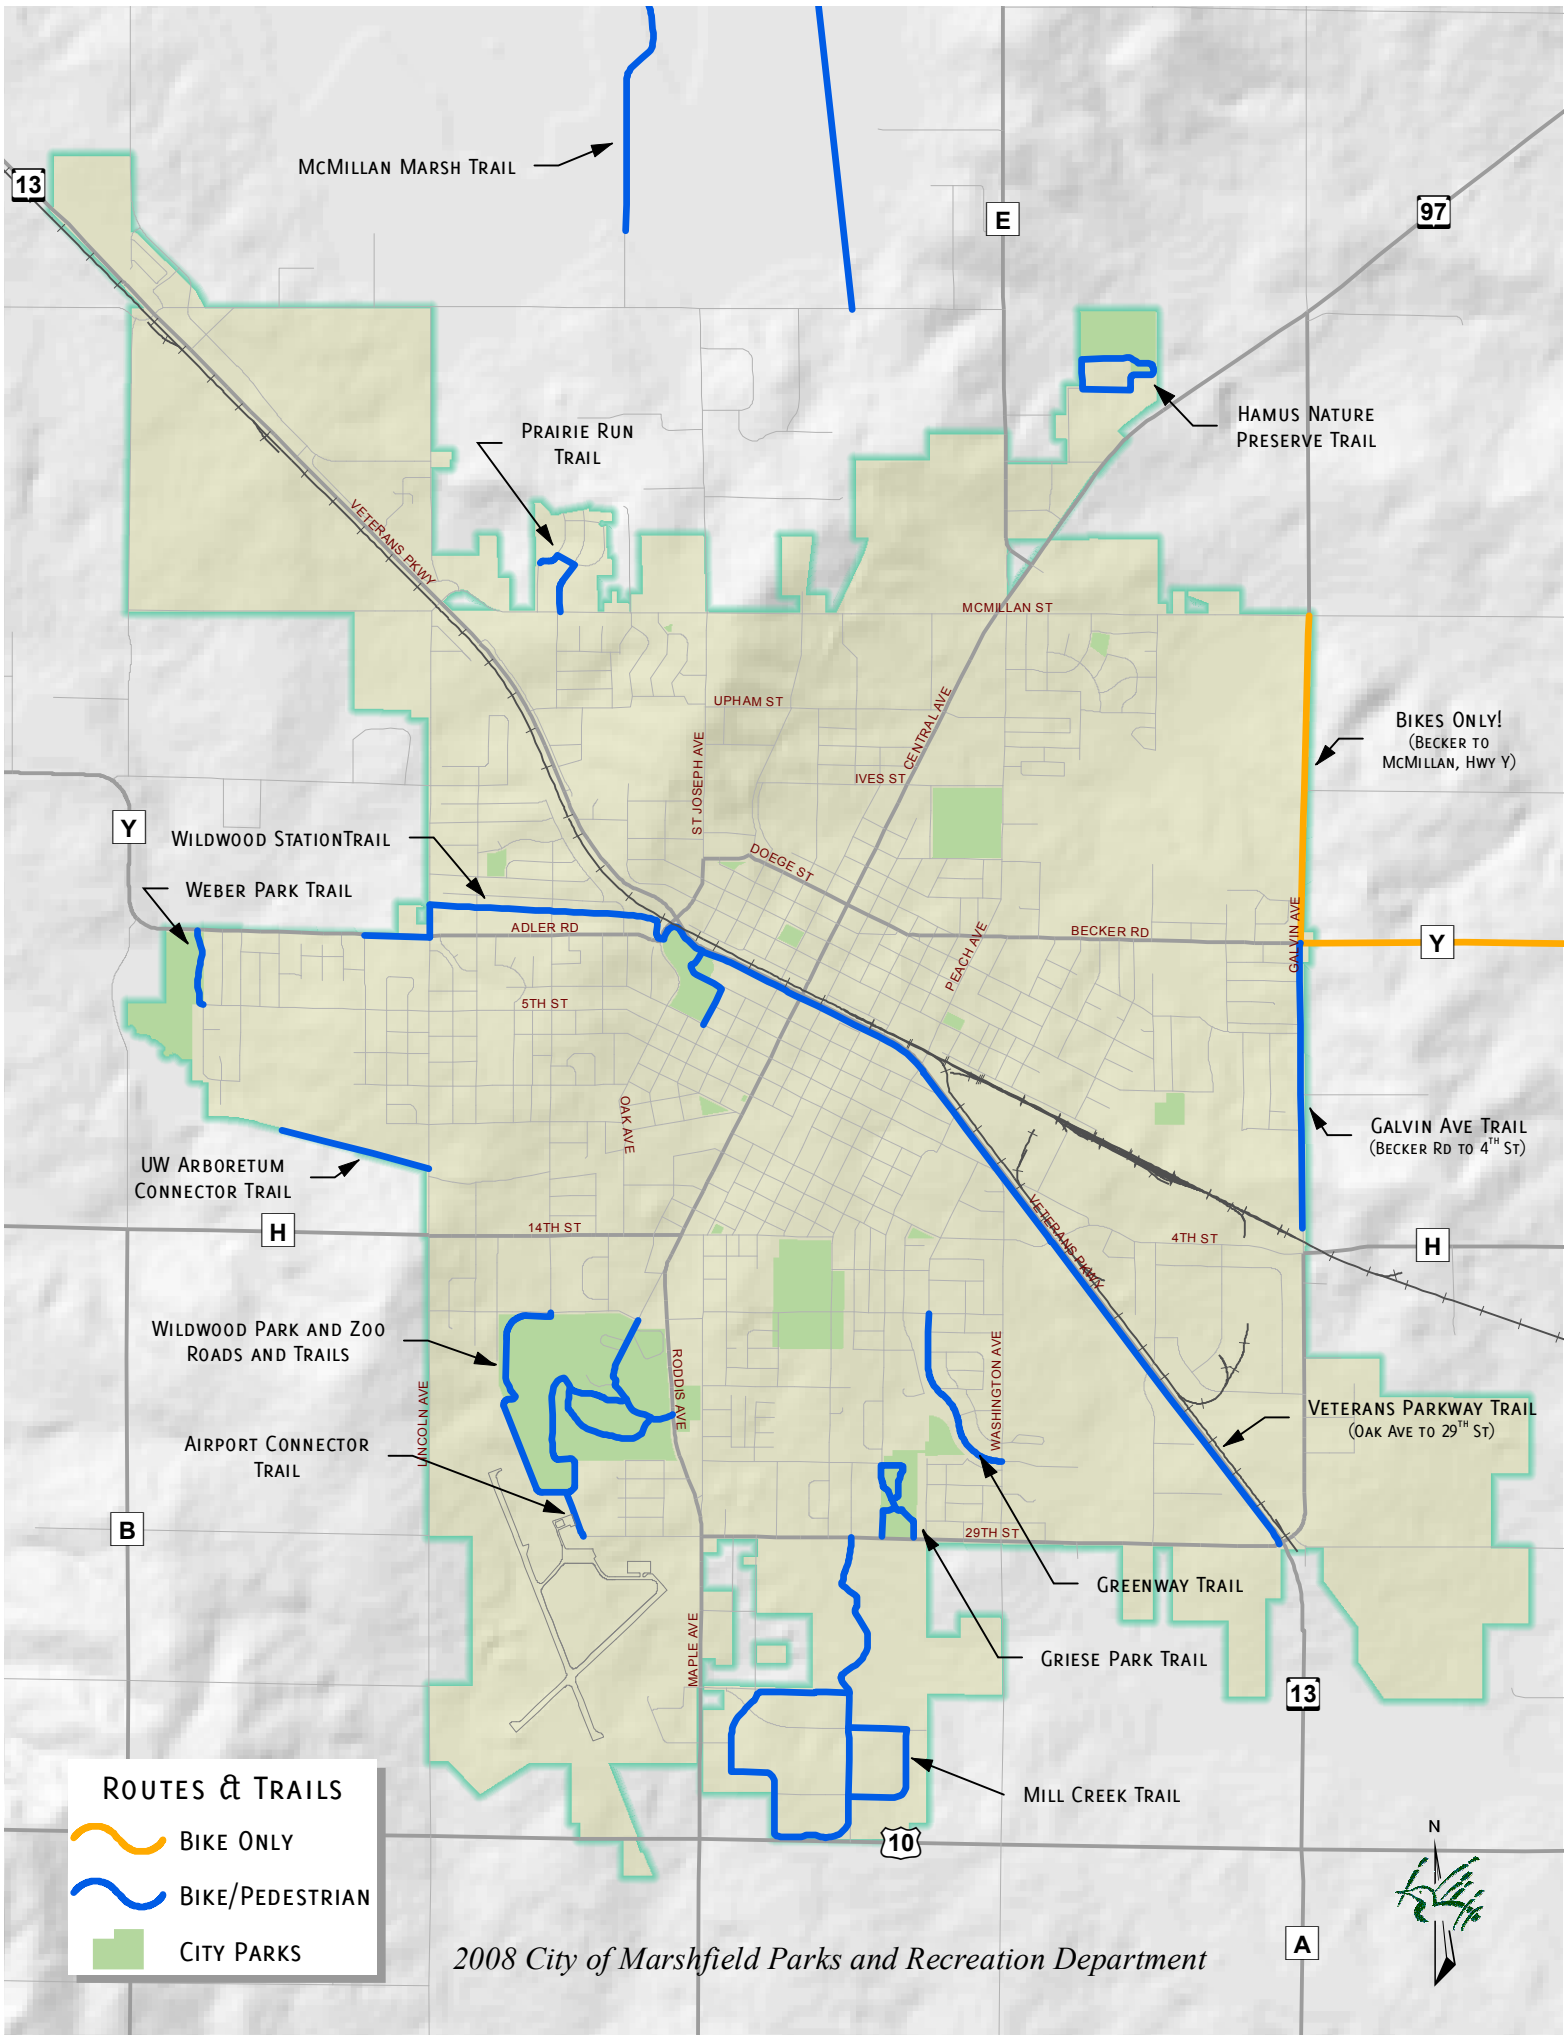 McMillan Marsh Trail
13
E
97
Hamus Nature
Preserve Trail
Prairie Run
Trail
VETERANS PKWY
MCMILLAN ST
UPHAM ST
ST JOSEPH AVE
CENTRAL AVE
IVES ST
Bikes Only!
(Becker to
McMillan, Hwy Y)
Y
Wildwood StationTrail
DOEGE ST
Weber Park Trail
ADLER RD
PEACH AVE
BECKER RD
GALVIN AVE
Y
5TH ST
OAK AVE
Galvin Ave Trail
(Becker Rd to 4th St)
UW Arboretum
Connector Trail
H
14TH ST
VETERANS PKWY
4TH ST
H
Wildwood Park and Zoo
Roads and Trails
LINCOLN AVE
RODDIS AVE
WASHINGTON AVE
Veterans Parkway Trail
(Oak Ave to 29th St)
Airport Connector
Trail
B
29TH ST
Greenway Trail
MAPLE AVE
Griese Park Trail
13
Mill Creek Trail
10
Routes & Trails
Bike Only
Bike/Pedestrian
City Parks
N
A
2008 City of Marshfield Parks and Recreation Department